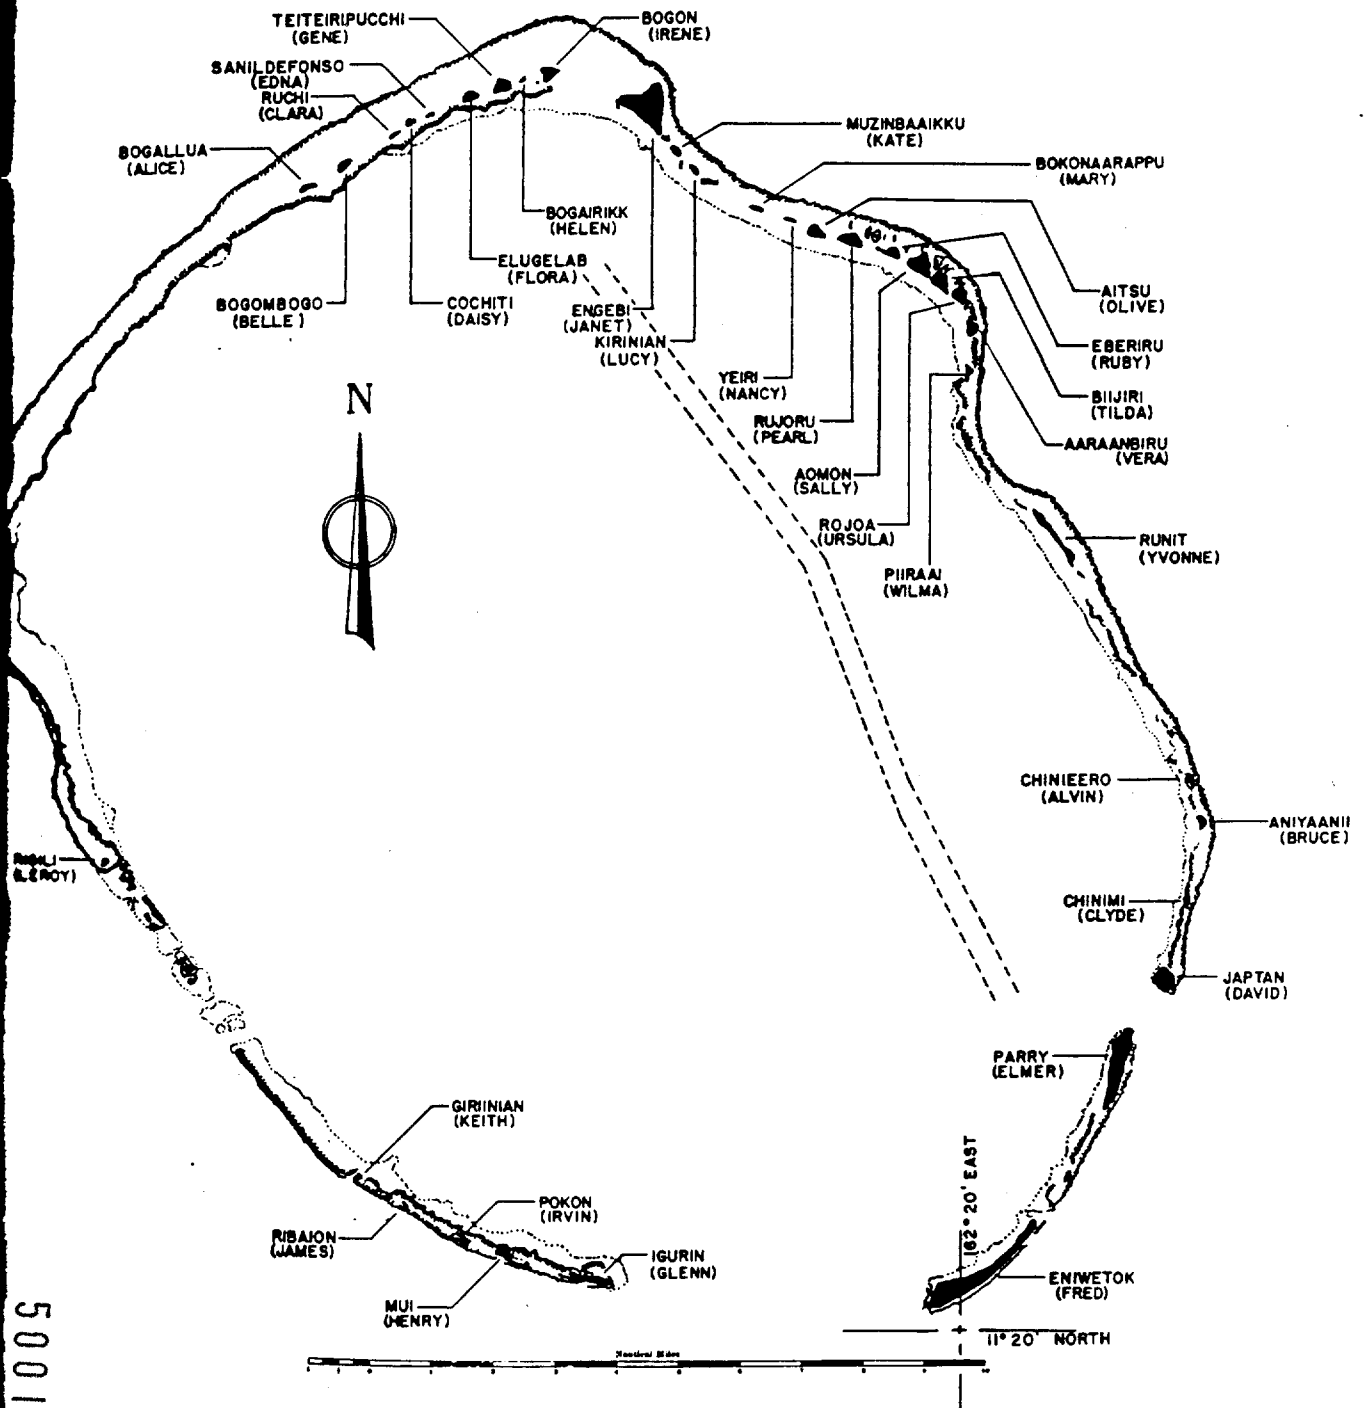 TEITEIRIPUCCHI
(GENE)
BOGON
(IRENE)
SANILDEFONSO
(EDNA)
RUCHI
(CLARA)
BOGALLUA
(ALICE)
MUZINBAAIKKU
(KATE)
BOKONAARAPPU
(MARY)
BOGAIRIKK
(HELEN)
ELUGELAB
(FLORA)
BOGOMBOGO
(BELLE)
COCHITI
(DAISY)
ENGEBI
(JANET)
KIRINIAN
(LUCY)
AITSU
(OLIVE)
EBERIRU
(RUBY)
YEIRI
(NANCY)
BIIJIRI
(TILDA)
RUJORU
(PEARL)
AARAANBIRU
(VERA)
N
AOMON
(SALLY)
ROJOA
(URSULA)
RUNIT
(YVONNE)
PIIRAAI
(WILMA)
CHINIEERO
(ALVIN)
ANIYAANII
(BRUCE)
(LEROY)
CHINIMI
(CLYDE)
JAPTAN
(DAVID)
PARRY
(ELMER)
GIRIINIAN
(KEITH)
POKON
(IRVIN)
RIBAION
(JAMES)
IGURIN
(GLENN)
MUI
(HENRY)
162° 20' EAST
ENIWETOK
(FRED)
11° 20' NORTH
Nautical Miles
5001